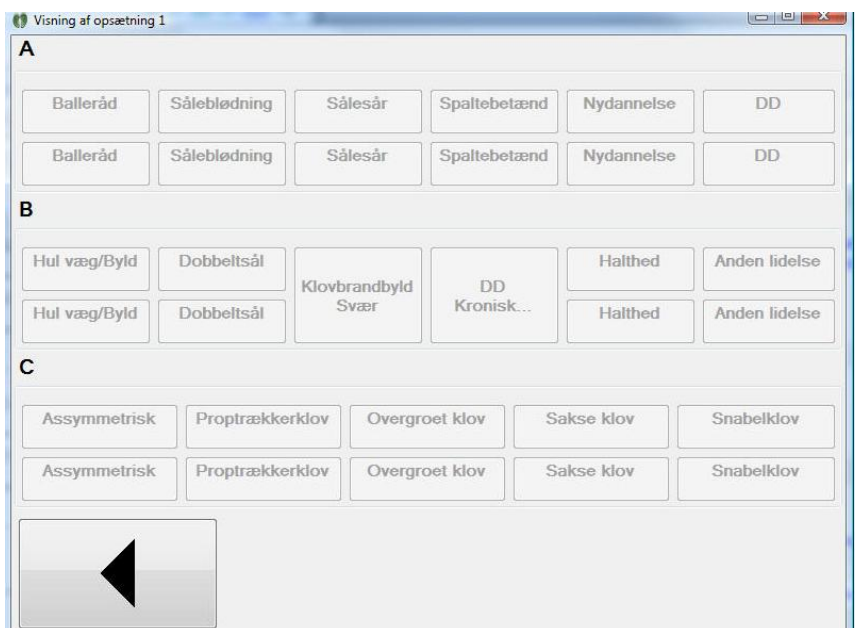 Visning af opsætning 1
A
Balleråd Såleblødning Sålesår Spaltebetænd Nydannelse DD
Balleråd Såleblødning Sålesår Spaltebetænd Nydannelse DD
B
Hul væg/Byld Dobbeltsål Klovbrandbyld Svær DD Kronisk... Halthed Anden lidelse
Hul væg/Byld Dobbeltsål Halthed Anden lidelse
C
Assymmetrisk Proptrækkerklov Overgroet klov Sakse klov Snabelklov
Assymmetrisk Proptrækkerklov Overgroet klov Sakse klov Snabelklov